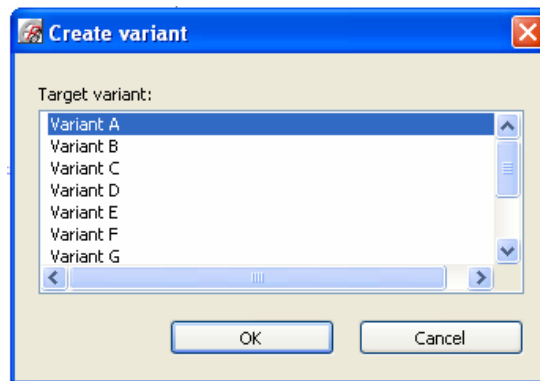 Create variant
Target variant:
Variant A
Variant B
Variant C
Variant D
Variant E
Variant F
Variant G
OK Cancel